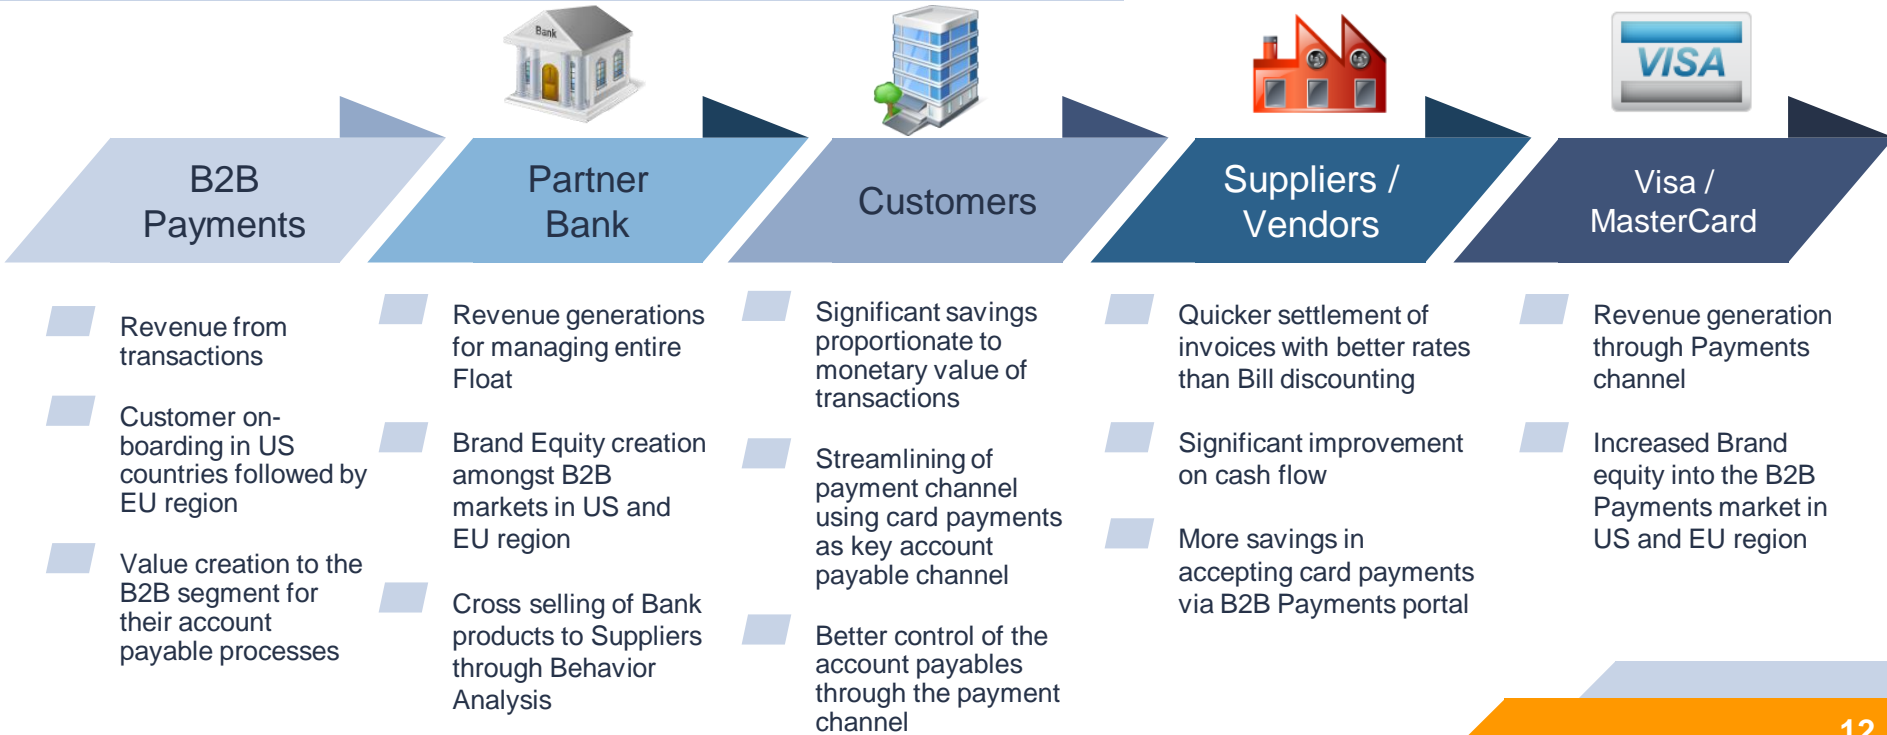 Bank
VISA
B2B
Payments
Partner
Bank
Customers
Suppliers /
Vendors
Visa /
MasterCard
Revenue from
transactions
Customer on-
boarding in US
countries followed by
EU region
Value creation to the
B2B segment for
their account
payable processes
Revenue generations
for managing entire
Float
Brand Equity creation
amongst B2B
markets in US and
EU region
Cross selling of Bank
products to Suppliers
through Behavior
Analysis
Significant savings
proportionate to
monetary value of
transactions
Streamlining of
payment channel
using card payments
as key account
payable channel
Better control of the
account payables
through the payment
channel
Quicker settlement of
invoices with better rates
than Bill discounting
Significant improvement
on cash flow
More savings in
accepting card payments
via B2B Payments portal
Revenue generation
through Payments
channel
Increased Brand
equity into the B2B
Payments market in
US and EU region
12